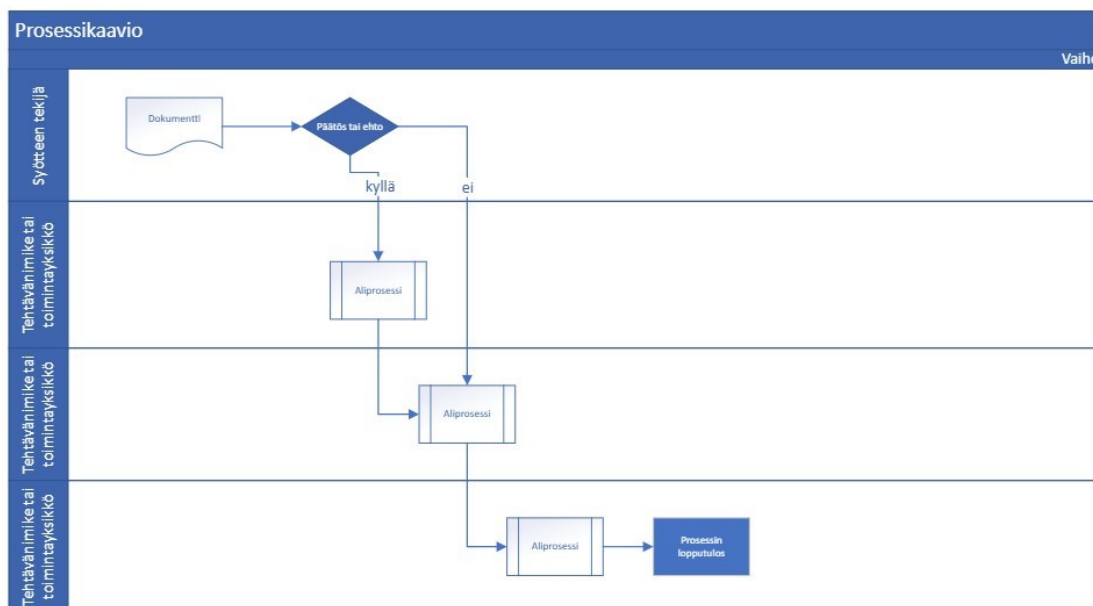 Prosessikaavio
Syötteen tekijä
Dokumentti
Päätös tai ehto
kyllä
ei
Tehtävänimike tai
toimintayksikkö
Aliprosessi
Tehtävänimike tai
toimintayksikkö
Aliprosessi
Tehtävänimike tai
toimintayksikkö
Aliprosessi
Prosessin
lopputulos